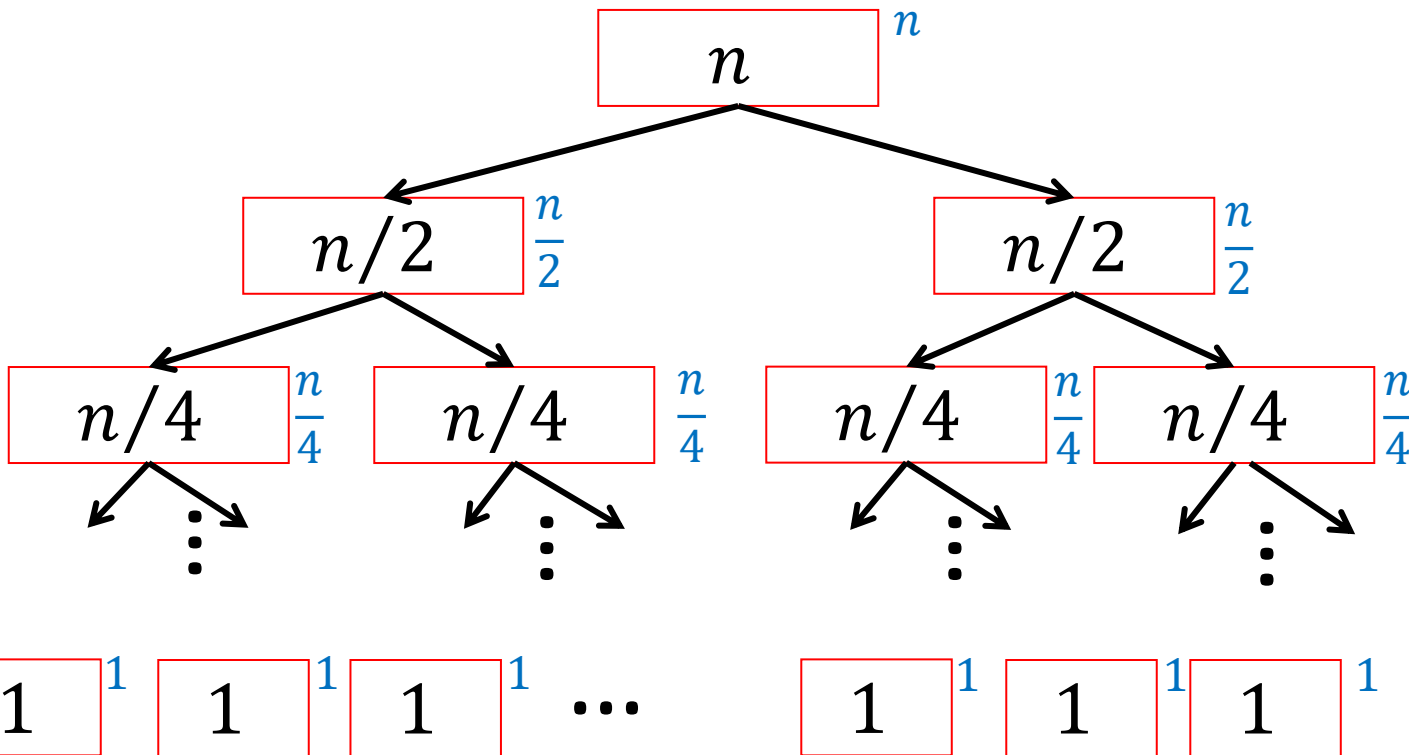 n n
n/2 n/2 n/2 n/2
n/4 n/4 n/4 n/4 n/4 n/4 n/4 n/4
⋮ ⋮ ⋮ ⋮
1 1 1 1 1 1 … 1 1 1 1 1 1